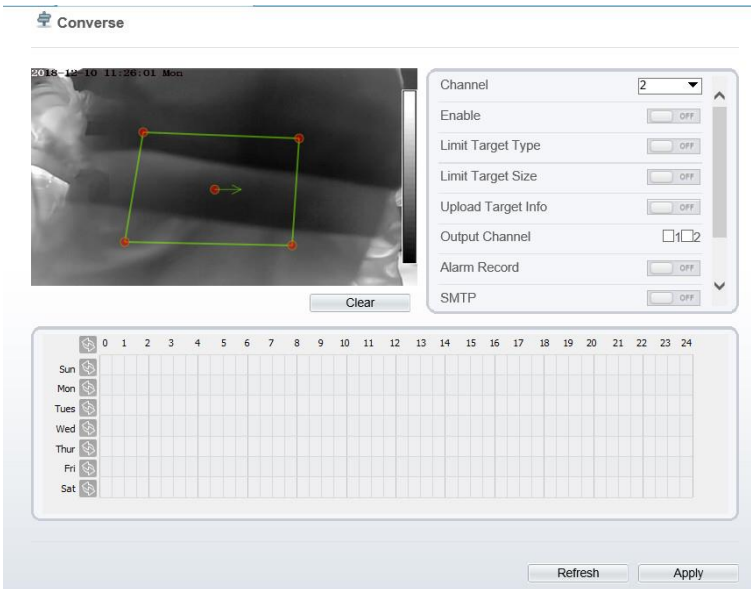 Converse
2018-12-10 11:26:01 Mon
Clear
Channel 2
Enable OFF
Limit Target Type OFF
Limit Target Size OFF
Upload Target Info OFF
Output Channel 1 2
Alarm Record OFF
SMTP OFF
0 1 2 3 4 5 6 7 8 9 10 11 12 13 14 15 16 17 18 19 20 21 22 23 24
Sun
Mon
Tues
Wed
Thur
Fri
Sat
Refresh Apply